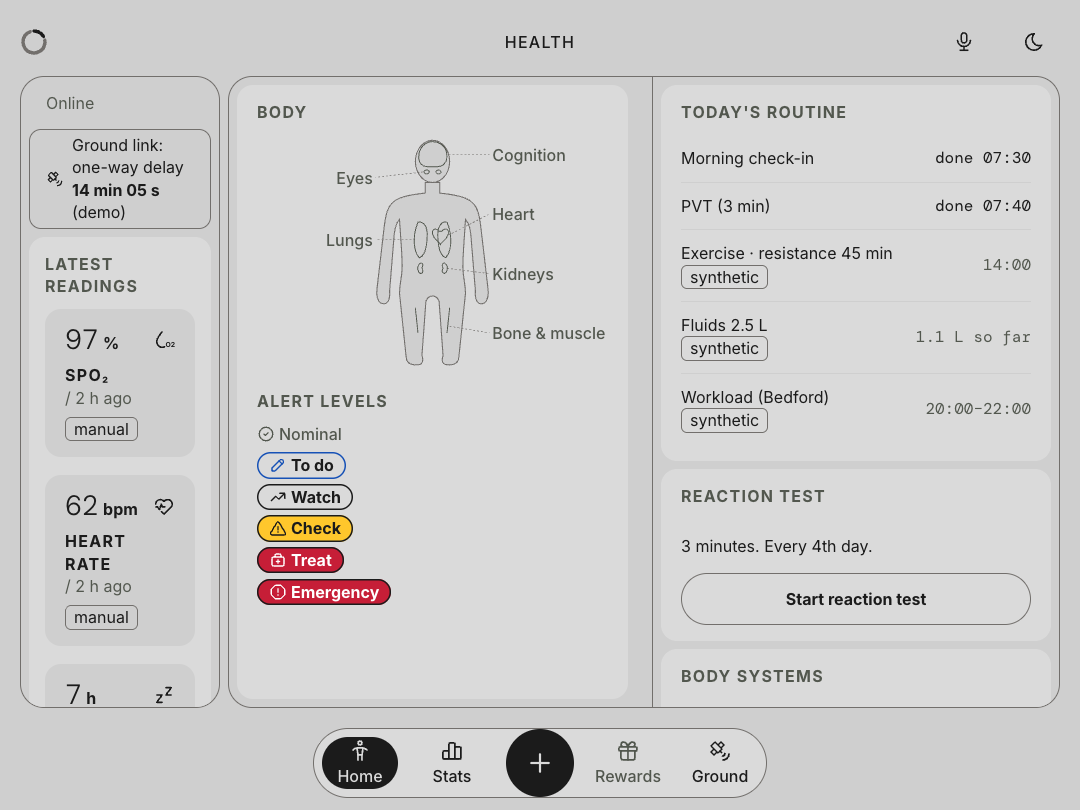 HEALTH
Online
Ground link:
one-way delay
14 min 05 s
(demo)
LATEST
READINGS
97 %
O2
SPO₂
/ 2 h ago
manual
62 bpm
HEART
RATE
/ 2 h ago
manual
7 h
zZ
BODY
Cognition
Eyes
Heart
Lungs
Kidneys
Bone & muscle
ALERT LEVELS
Nominal
To do
Watch
Check
Treat
Emergency
TODAY'S ROUTINE
Morning check-in done 07:30
PVT (3 min) done 07:40
Exercise · resistance 45 min
synthetic
14:00
Fluids 2.5 L
synthetic
1.1 L so far
Workload (Bedford)
synthetic
20:00–22:00
REACTION TEST
3 minutes. Every 4th day.
Start reaction test
BODY SYSTEMS
Home
Stats
Rewards
Ground